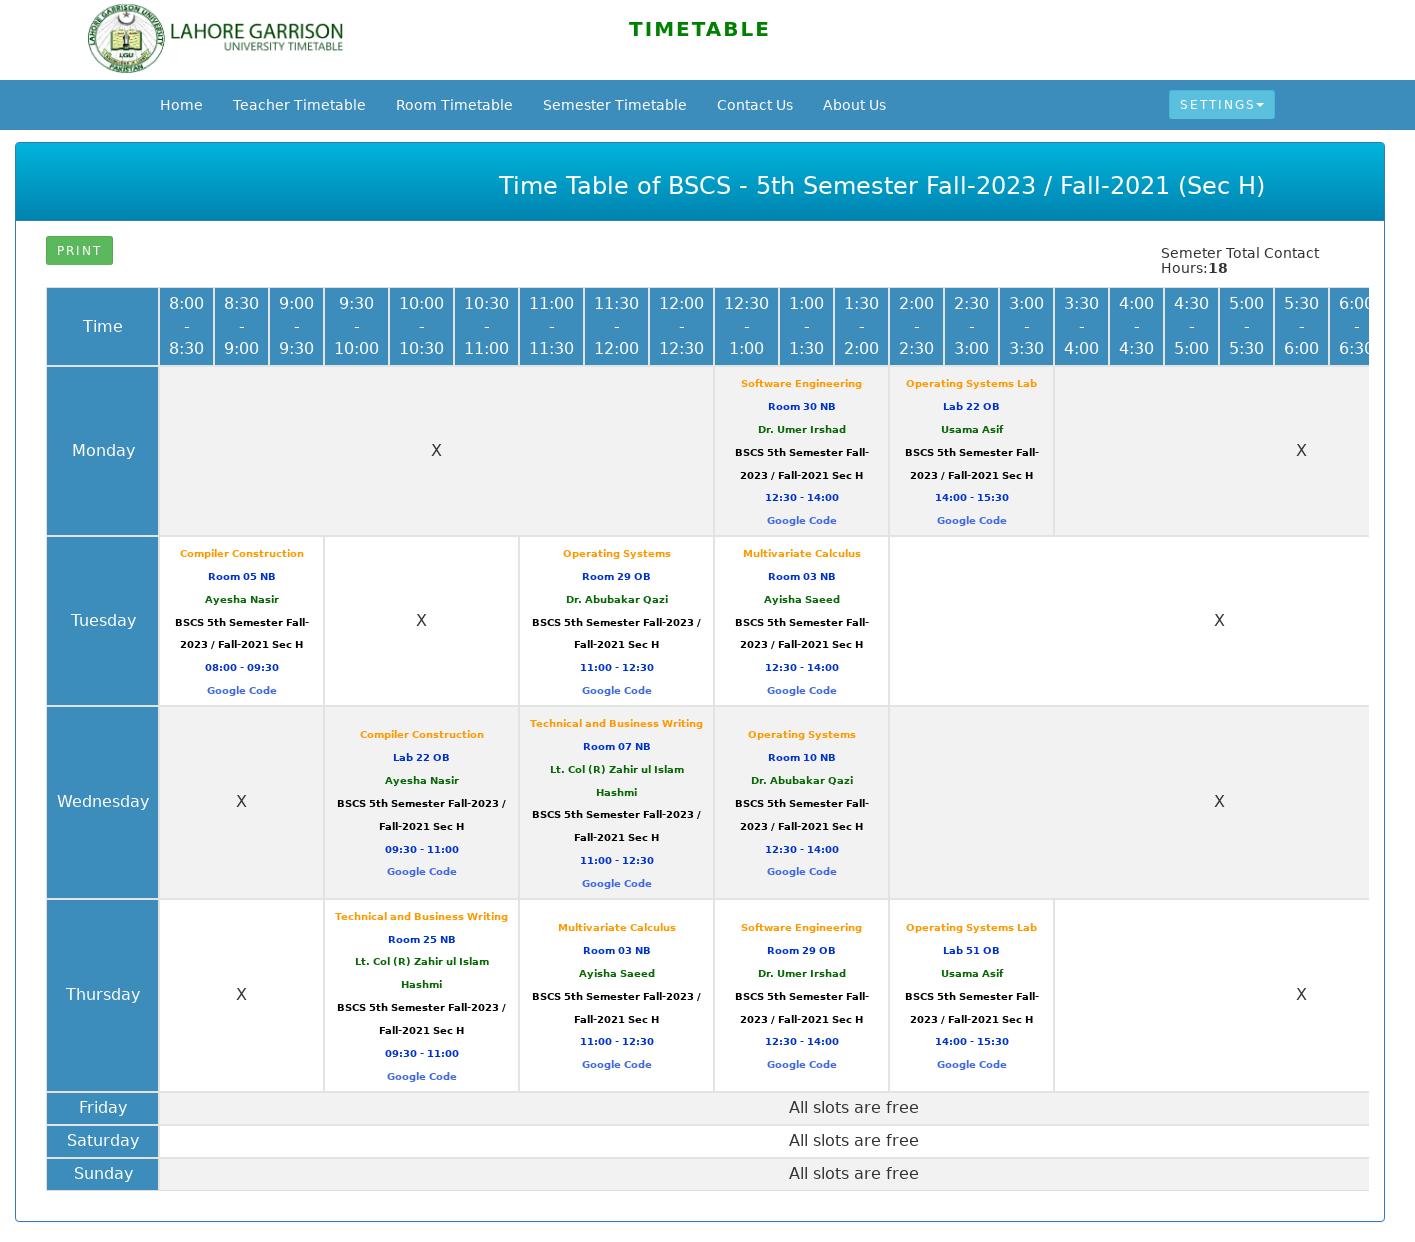 LAHORE GARRISON
UNIVERSITY TIMETABLE
TIMETABLE
Home Teacher Timetable Room Timetable Semester Timetable Contact Us About Us SETTINGS
Time Table of BSCS - 5th Semester Fall-2023 / Fall-2021 (Sec H)
PRINT
Semeter Total Contact
Hours:18
Time
8:00 - 8:30
8:30 - 9:00
9:00 - 9:30
9:30 - 10:00
10:00 - 10:30
10:30 - 11:00
11:00 - 11:30
11:30 - 12:00
12:00 - 12:30
12:30 - 1:00
1:00 - 1:30
1:30 - 2:00
2:00 - 2:30
2:30 - 3:00
3:00 - 3:30
3:30 - 4:00
4:00 - 4:30
4:30 - 5:00
5:00 - 5:30
5:30 - 6:00
6:00 - 6:30
Monday
X
Software Engineering
Room 30 NB
Dr. Umer Irshad
BSCS 5th Semester Fall-
2023 / Fall-2021 Sec H
12:30 - 14:00
Google Code
Operating Systems Lab
Lab 22 OB
Usama Asif
BSCS 5th Semester Fall-
2023 / Fall-2021 Sec H
14:00 - 15:30
Google Code
X
Tuesday
Compiler Construction
Room 05 NB
Ayesha Nasir
BSCS 5th Semester Fall-
2023 / Fall-2021 Sec H
08:00 - 09:30
Google Code
X
Operating Systems
Room 29 OB
Dr. Abubakar Qazi
BSCS 5th Semester Fall-2023 /
Fall-2021 Sec H
11:00 - 12:30
Google Code
Multivariate Calculus
Room 03 NB
Ayisha Saeed
BSCS 5th Semester Fall-
2023 / Fall-2021 Sec H
12:30 - 14:00
Google Code
X
Wednesday
X
Compiler Construction
Lab 22 OB
Ayesha Nasir
BSCS 5th Semester Fall-2023 /
Fall-2021 Sec H
09:30 - 11:00
Google Code
Technical and Business Writing
Room 07 NB
Lt. Col (R) Zahir ul Islam
Hashmi
BSCS 5th Semester Fall-2023 /
Fall-2021 Sec H
11:00 - 12:30
Google Code
Operating Systems
Room 10 NB
Dr. Abubakar Qazi
BSCS 5th Semester Fall-
2023 / Fall-2021 Sec H
12:30 - 14:00
Google Code
X
Thursday
X
Technical and Business Writing
Room 25 NB
Lt. Col (R) Zahir ul Islam
Hashmi
BSCS 5th Semester Fall-2023 /
Fall-2021 Sec H
09:30 - 11:00
Google Code
Multivariate Calculus
Room 03 NB
Ayisha Saeed
BSCS 5th Semester Fall-2023 /
Fall-2021 Sec H
11:00 - 12:30
Google Code
Software Engineering
Room 29 OB
Dr. Umer Irshad
BSCS 5th Semester Fall-
2023 / Fall-2021 Sec H
12:30 - 14:00
Google Code
Operating Systems Lab
Lab 51 OB
Usama Asif
BSCS 5th Semester Fall-
2023 / Fall-2021 Sec H
14:00 - 15:30
Google Code
X
Friday
All slots are free
Saturday
All slots are free
Sunday
All slots are free